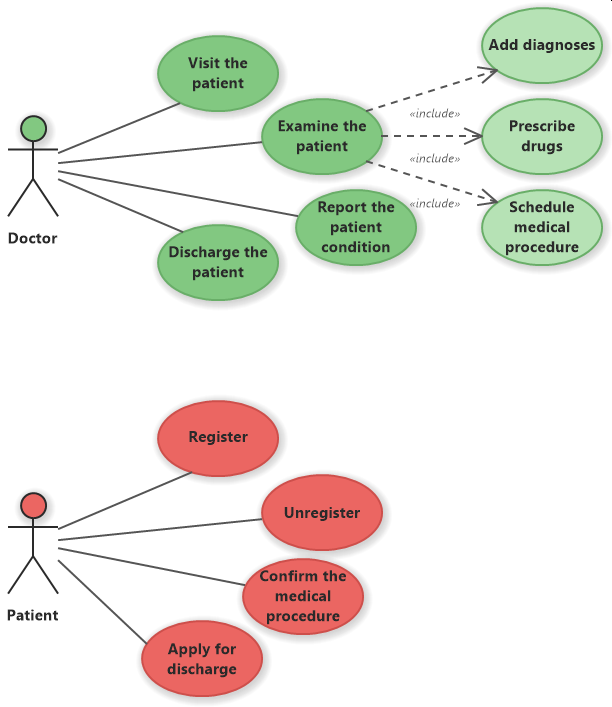 Add diagnoses
Visit the
patient
«include»
Examine the
patient
Prescribe
drugs
«include»
«include»
Report the
patient
condition
Schedule
medical
procedure
Doctor
Discharge the
patient
Register
Unregister
Confirm the
medical
procedure
Patient
Apply for
discharge